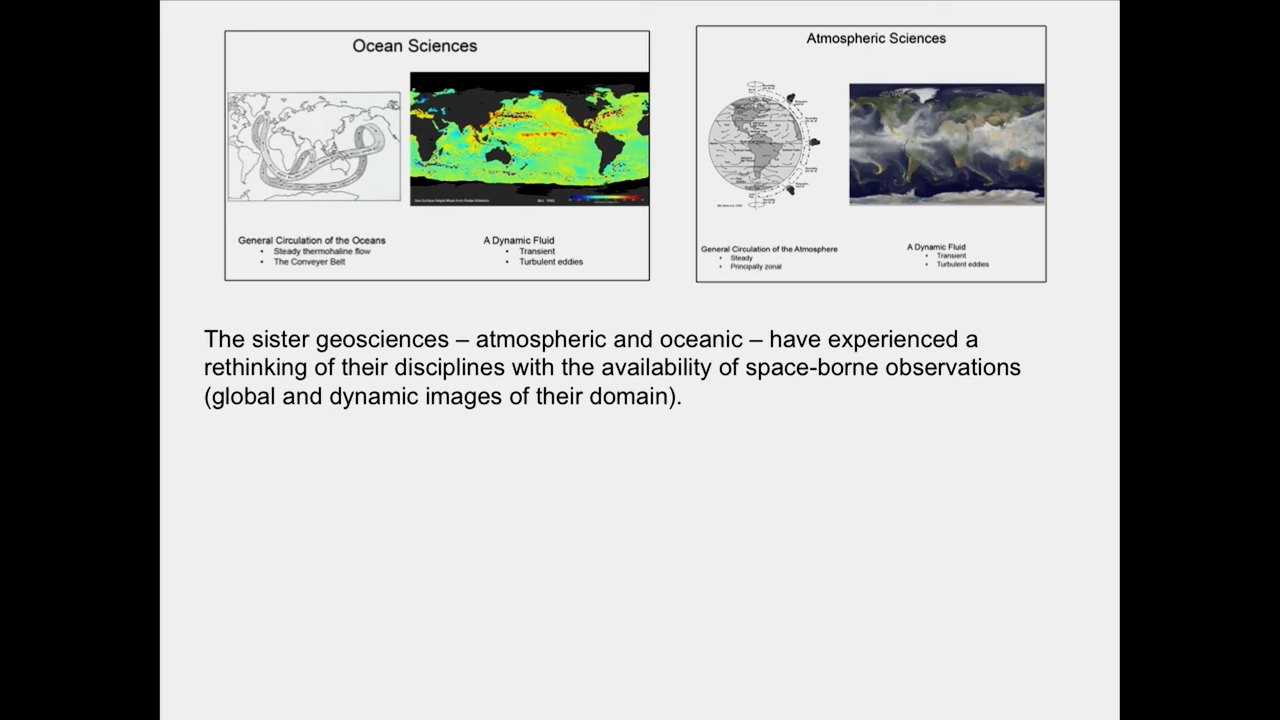 Ocean Sciences
General Circulation of the Oceans
• Steady thermohaline flow
• The Conveyer Belt
A Dynamic Fluid
• Transient
• Turbulent eddies
Atmospheric Sciences
General Circulation of the Atmosphere
• Steady
• Principally zonal
A Dynamic Fluid
• Transient
• Turbulent eddies
The sister geosciences – atmospheric and oceanic – have experienced a
rethinking of their disciplines with the availability of space-borne observations
(global and dynamic images of their domain).